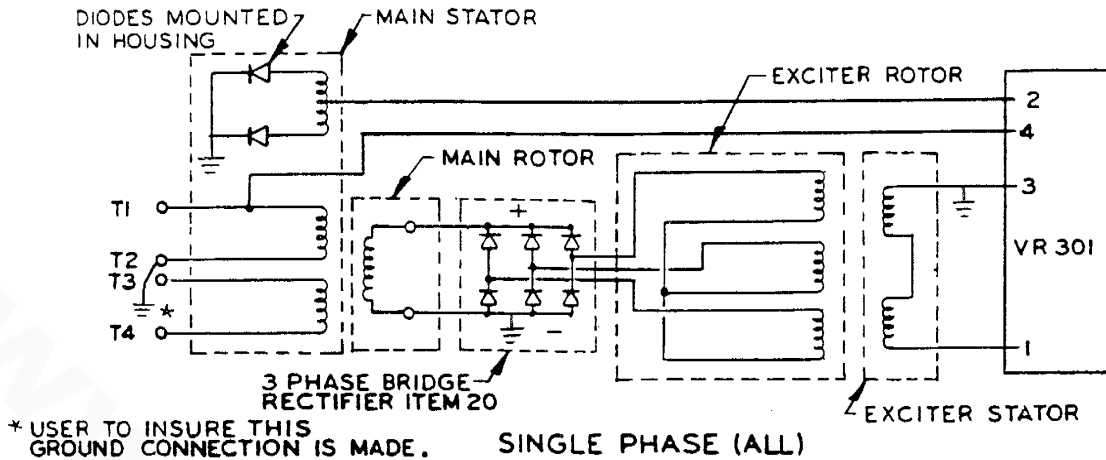 DIODES MOUNTED
IN HOUSING
MAIN STATOR
EXCITER ROTOR
2
4
MAIN ROTOR
3
T1
+
VR 301
T2
T3
*
T4
-
1
3 PHASE BRIDGE
RECTIFIER ITEM 20
EXCITER STATOR
* USER TO INSURE THIS
GROUND CONNECTION IS MADE.
SINGLE PHASE (ALL)